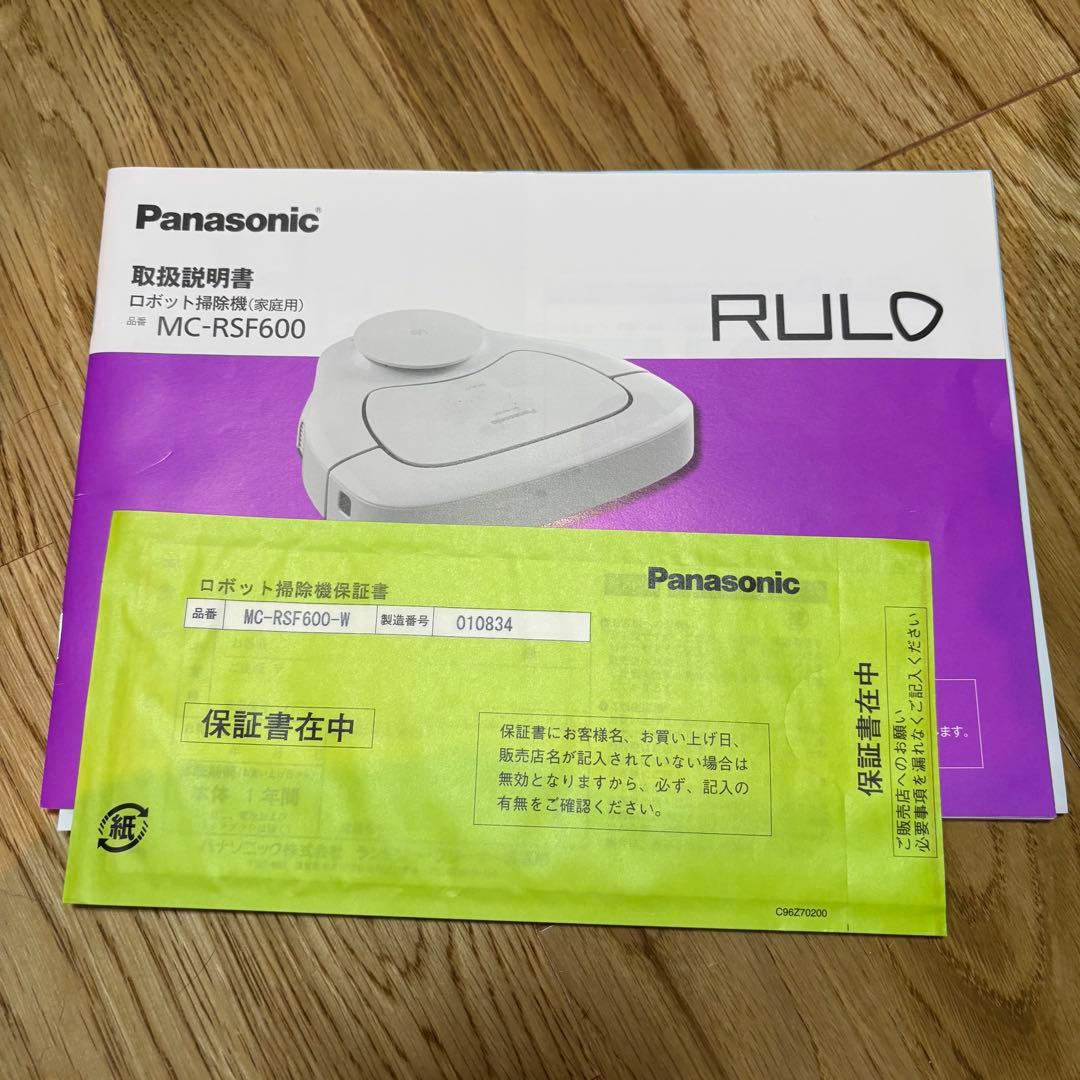 Panasonic®
取扱説明書
ロボット掃除機(家庭用)
品番 MC-RSF600
RULO
Panasonic
ロボット掃除機保証書
品番 MC-RSF600-W 製造番号 010834
保証書在中
保証書にお客様名、お買い上げ日、
販売店名が記入されていない場合は
無効となりますから、必ず、記入の
有無をご確認ください。
紙
保証書在中
ご販売店へのお願い
必要事項を漏れなくご記入ください
C96Z70200
ます。